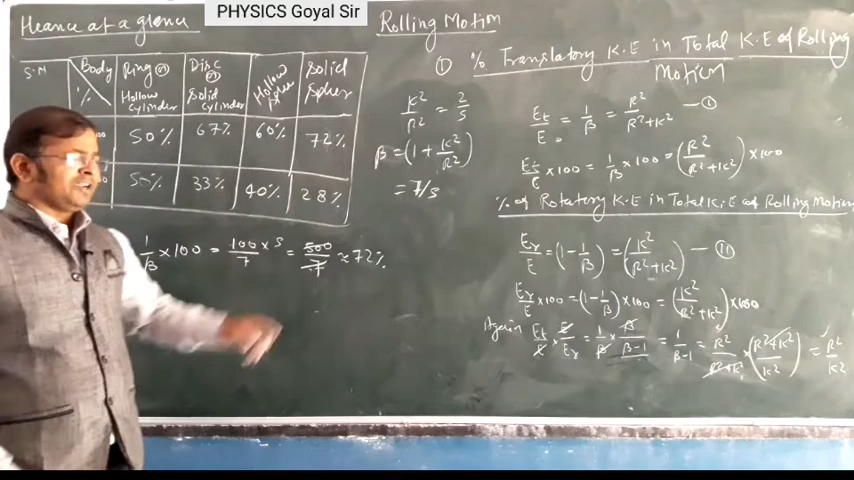 PHYSICS Goyal Sir
Heance at a glance
Rolling Motion
S.N
Body
%
Ring (or) Hollow Cylinder
Disc or Solid Cylinder
Hollow
Solid Spher
50% 67% 60% 72%
50% 33% 40% 28%
1/β × 100 = 100 × 5/7 = 500/7 ≈ 72%
K²/R² = 2/5
β = (1 + K²/R²)
= 7/5
① % Translatory K.E in Total K.E of Rolling
Motion
Et/E = 1/β = R²/R²+K² — ①
Et/E × 100 = 1/β × 100 = (R²/R²+K²) × 100
% of Rotatory K.E in Total K.E of Rolling Motion
Er/E = (1 - 1/β) = (K²/R²+K²) — ⑪
Er/E × 100 = (1 - 1/β) × 100 = (K²/R²+K²) × 100
Again Et/E × E/Er = 1/β × β/β-1 = 1/β-1 = R²/R²+K² × (R²+K²/K²) = R²/K²